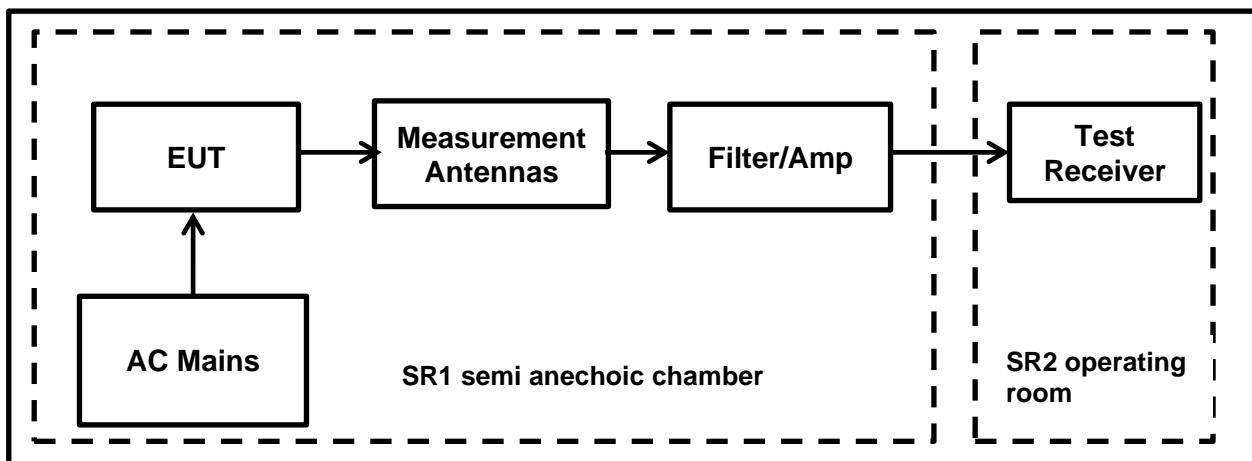 EUT
Measurement
Antennas
Filter/Amp
Test
Receiver
AC Mains
SR1 semi anechoic chamber
SR2 operating
room